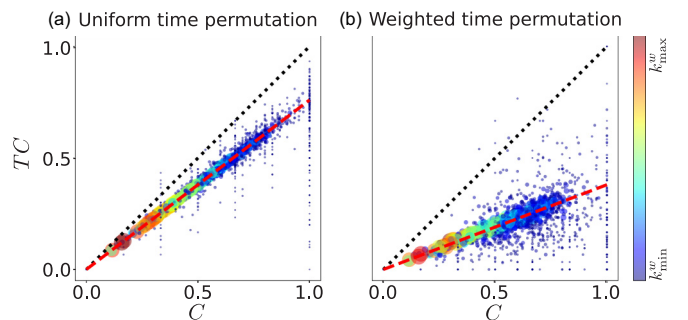 (a) Uniform time permutation
(b) Weighted time permutation
TC
1.0
0.5
0.0
0.0
0.5
1.0
C
0.0
0.5
1.0
C
k^w_max
k^w_min